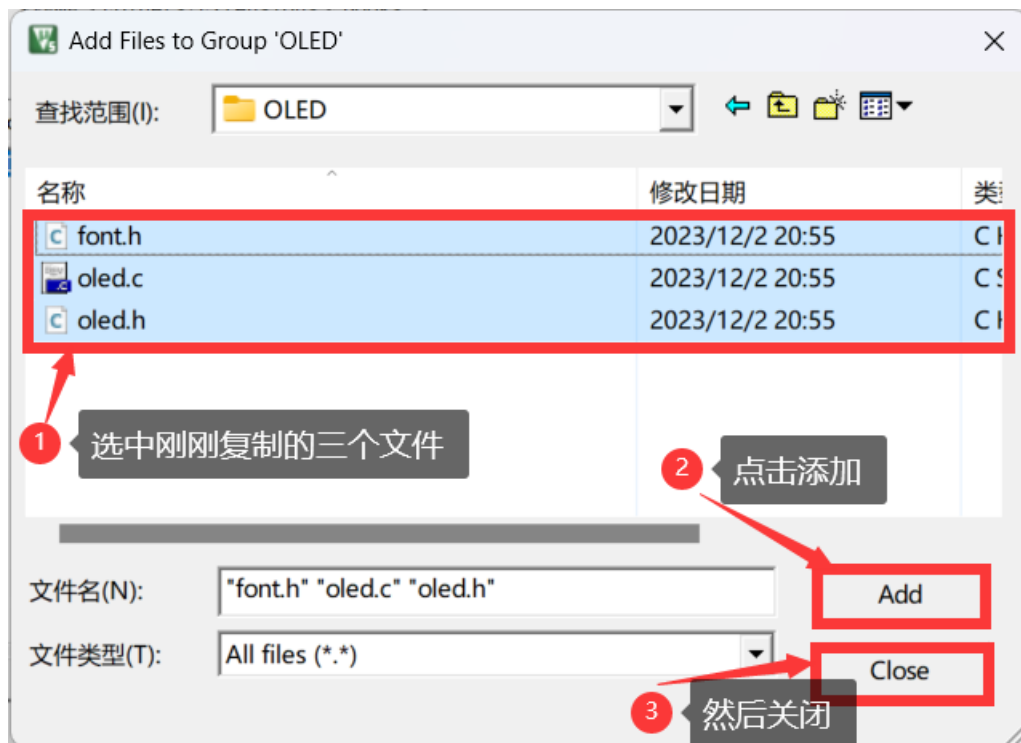 Add Files to Group 'OLED'
查找范围(I): OLED
名称 修改日期
font.h 2023/12/2 20:55
oled.c 2023/12/2 20:55
oled.h 2023/12/2 20:55
1 选中刚刚复制的三个文件
2 点击添加
文件名(N): "font.h" "oled.c" "oled.h" Add
文件类型(T): All files (*.*) Close
3 然后关闭